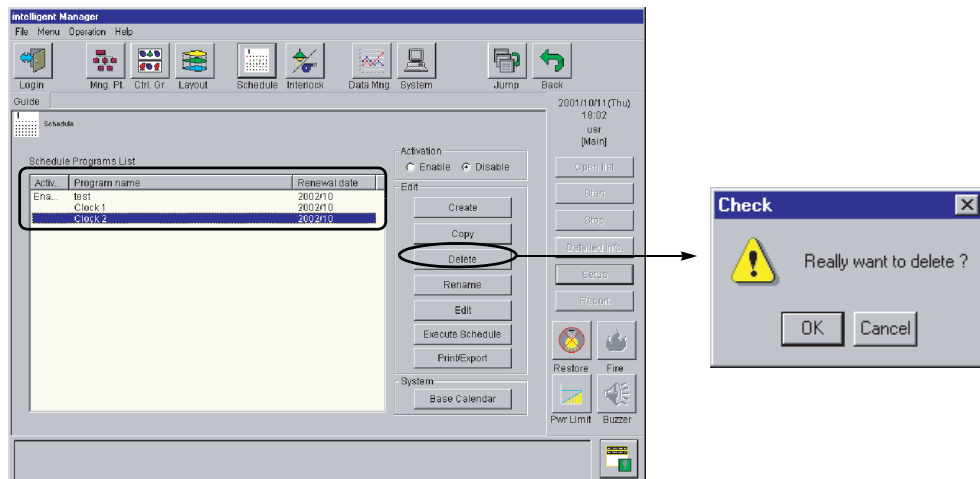 intelligent Manager
File Menu Operation Help
Login Mng. Pt. Ctrl. Gr. Layout Schedule Interlock Data Mng. System Jump Back
Guide
2001/10/11(Thu)
18:02
usr
[Main]
1
Schedule
Schedule Programs List
Activ... Program name Renewal date
Ena... test 2002/10
Clock 1 2002/10
Clock 2 2002/10
Activation
Enable Disable
Edit
Create
Copy
Delete
Rename
Edit
Execute Schedule
Print/Export
System
Base Calendar
Open list
Start
Stop
Detailed Info.
Setup
Report
Restore Fire
Pwr Limit Buzzer
Check
Really want to delete ?
OK Cancel